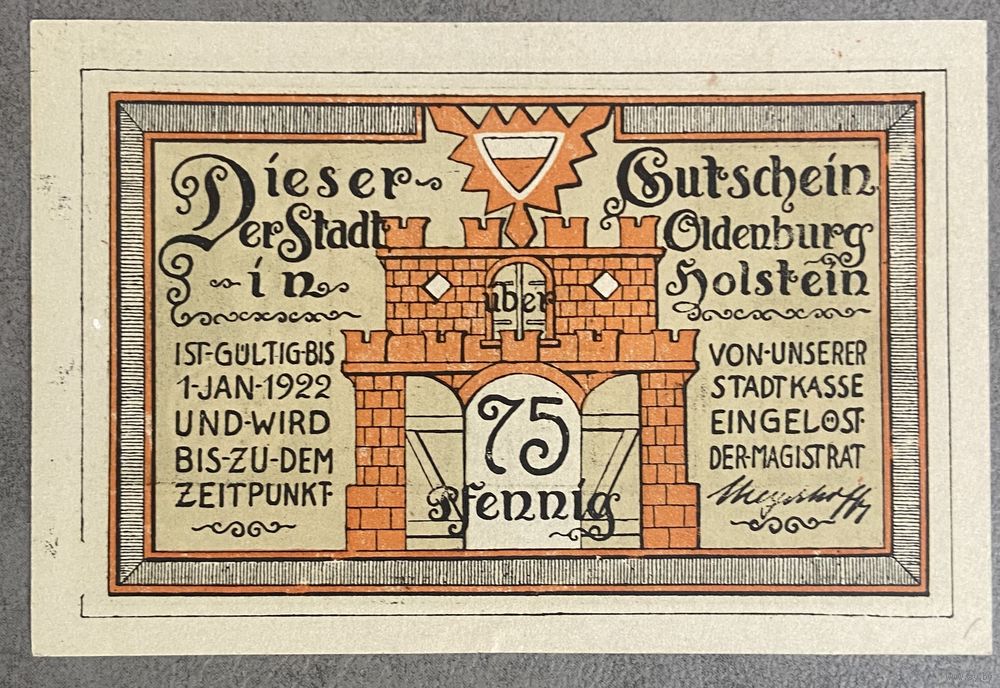 Dieser Gutschein
Der Stadt Oldenburg
in Holstein
über
75
Pfennig
IST-GÜLTIG-BIS
1-JAN-1922
UND-WIRD
BIS-ZU-DEM
ZEITPUNKT-
VON-UNSERER
STADTKASSE
EINGELÖST-
DER-MAGISTRAT